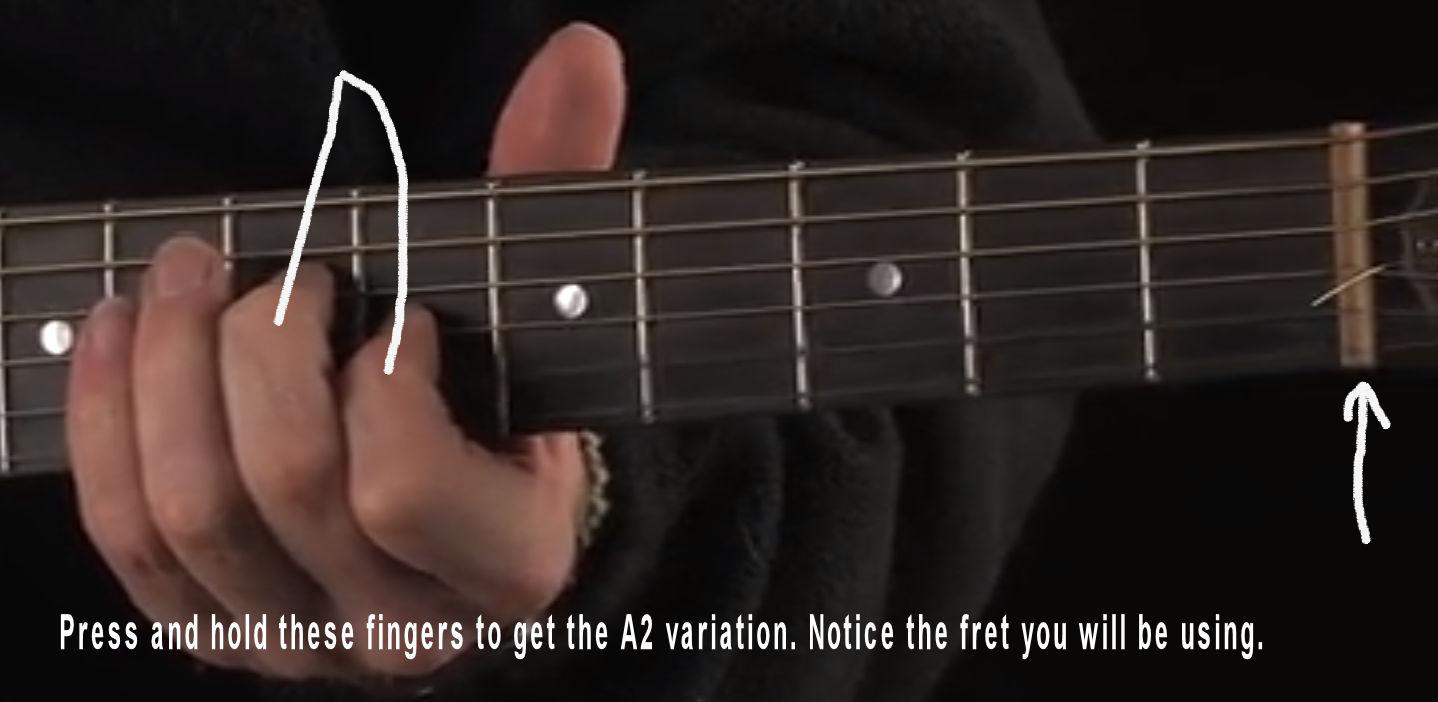 Press and hold these fingers to get the A2 variation. Notice the fret you will be using.